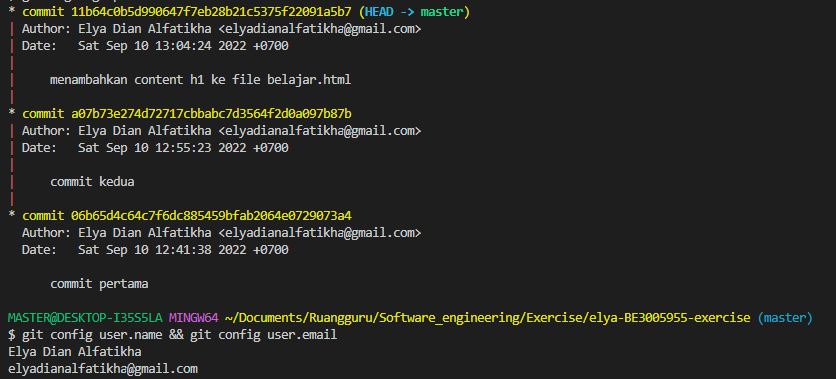 * commit 11b64c0b5d990647f7eb28b21c5375f22091a5b7 (HEAD -> master)
| Author: Elya Dian Alfatikha <elyadianalfatikha@gmail.com>
| Date:   Sat Sep 10 13:04:24 2022 +0700
|
|     menambahkan content h1 ke file belajar.html
|
* commit a07b73e274d72717cbbabc7d3564f2d0a097b87b
| Author: Elya Dian Alfatikha <elyadianalfatikha@gmail.com>
| Date:   Sat Sep 10 12:55:23 2022 +0700
|
|     commit kedua
|
* commit 06b65d4c64c7f6dc885459bfab2064e0729073a4
  Author: Elya Dian Alfatikha <elyadianalfatikha@gmail.com>
  Date:   Sat Sep 10 12:41:38 2022 +0700
      commit pertama
MASTER@DESKTOP-I35S5LA MINGW64 ~/Documents/Ruangguru/Software_engineering/Exercise/elya-BE3005955-exercise (master)
$ git config user.name && git config user.email
Elya Dian Alfatikha
elyadianalfatikha@gmail.com